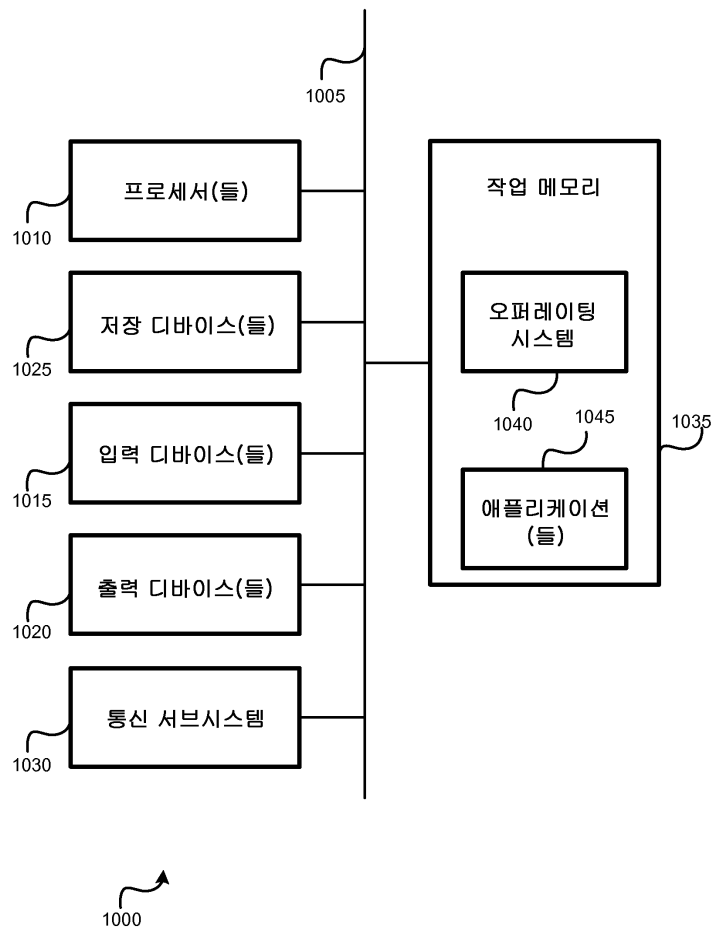 1005
프로세서(들)
1010
저장 디바이스(들)
1025
입력 디바이스(들)
1015
출력 디바이스(들)
1020
통신 서브시스템
1030
작업 메모리
오퍼레이팅
시스템
1040
1045
1035
애플리케이션
(들)
1000